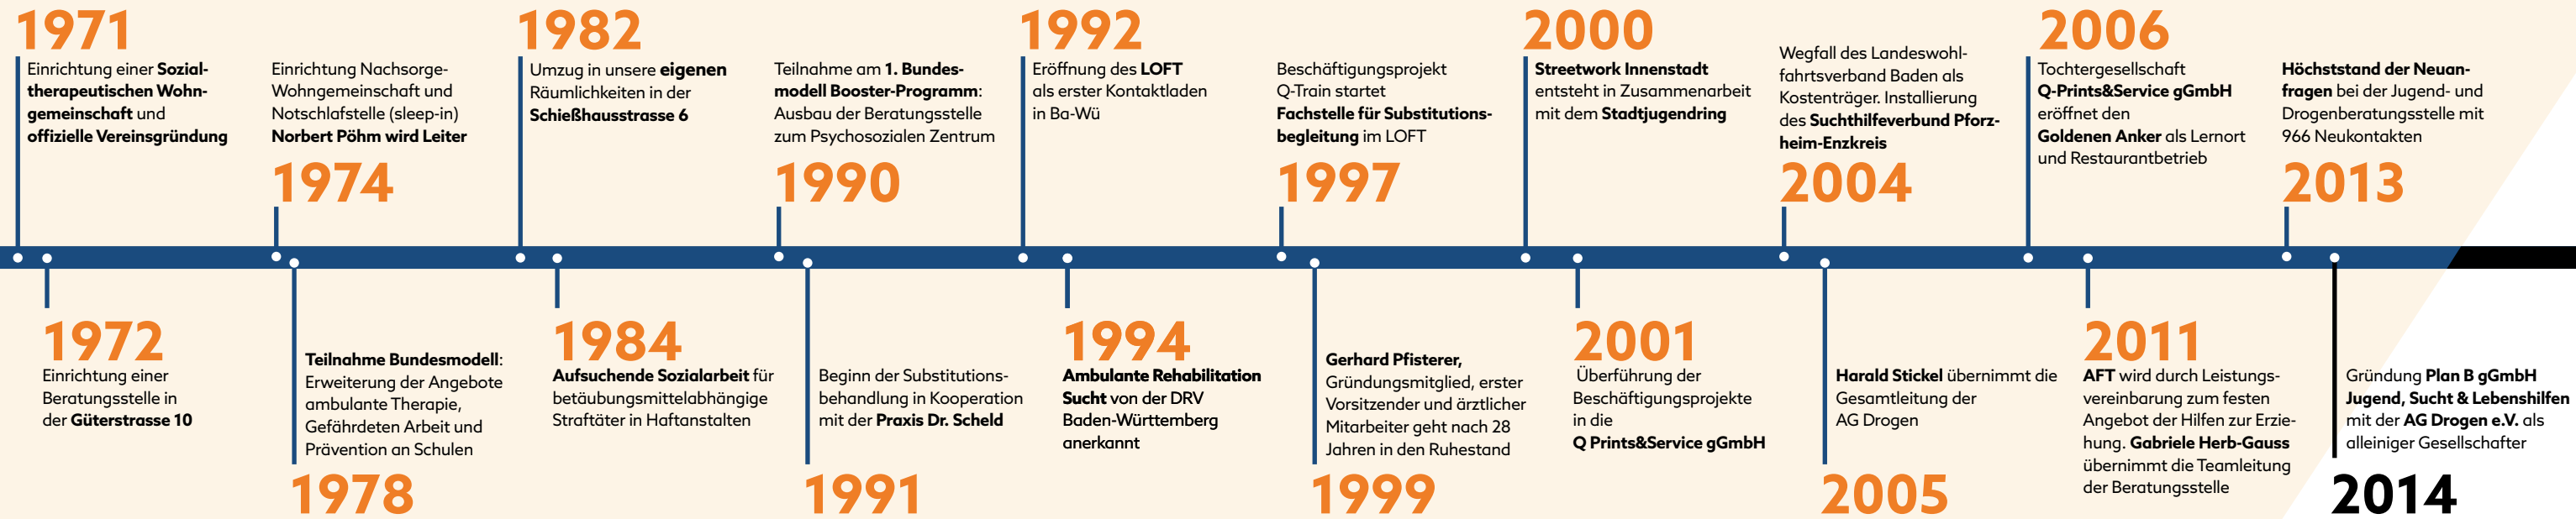 1971
Einrichtung einer Sozial-
therapeutischen Wohn-
gemeinschaft und
offizielle Vereinsgründung
1972
Einrichtung einer
Beratungsstelle in
der Güterstrasse 10
Einrichtung Nachsorge-
Wohngemeinschaft und
Notschlafstelle (sleep-in)
Norbert Pöhm wird Leiter
1974
Teilnahme Bundesmodell:
Erweiterung der Angebote
ambulante Therapie,
Gefährdeten Arbeit und
Prävention an Schulen
1978
1982
Umzug in unsere eigenen
Räumlichkeiten in der
Schießhausstrasse 6
1984
Aufsuchende Sozialarbeit für
betäubungsmittelabhängige
Straftäter in Haftanstalten
Teilnahme am 1. Bundes-
modell Booster-Programm:
Ausbau der Beratungsstelle
zum Psychosozialen Zentrum
1990
Beginn der Substitutions-
behandlung in Kooperation
mit der Praxis Dr. Scheld
1991
1992
Eröffnung des LOFT
als erster Kontaktladen
in Ba-Wü
1994
Ambulante Rehabilitation
Sucht von der DRV
Baden-Württemberg
anerkannt
Beschäftigungsprojekt
Q-Train startet
Fachstelle für Substitutions-
begleitung im LOFT
1997
Gerhard Pfisterer,
Gründungsmitglied, erster
Vorsitzender und ärztlicher
Mitarbeiter geht nach 28
Jahren in den Ruhestand
1999
2000
Streetwork Innenstadt
entsteht in Zusammenarbeit
mit dem Stadtjugendring
2001
Überführung der
Beschäftigungsprojekte
in die
Q Prints&Service gGmbH
Wegfall des Landeswohl-
fahrtsverband Baden als
Kostenträger. Installierung
des Suchthilfeverbund Pforz-
heim-Enzkreis
2004
Harald Stickel übernimmt die
Gesamtleitung der
AG Drogen
2005
2006
Tochtergesellschaft
Q-Prints&Service gGmbH
eröffnet den
Goldenen Anker als Lernort
und Restaurantbetrieb
2011
AFT wird durch Leistungs-
vereinbarung zum festen
Angebot der Hilfen zur Erzie-
hung. Gabriele Herb-Gauss
übernimmt die Teamleitung
der Beratungsstelle
Höchststand der Neuan-
fragen bei der Jugend- und
Drogenberatungsstelle mit
966 Neukontakten
2013
Gründung Plan B gGmbH
Jugend, Sucht & Lebenshilfen
mit der AG Drogen e.V. als
alleiniger Gesellschafter
2014